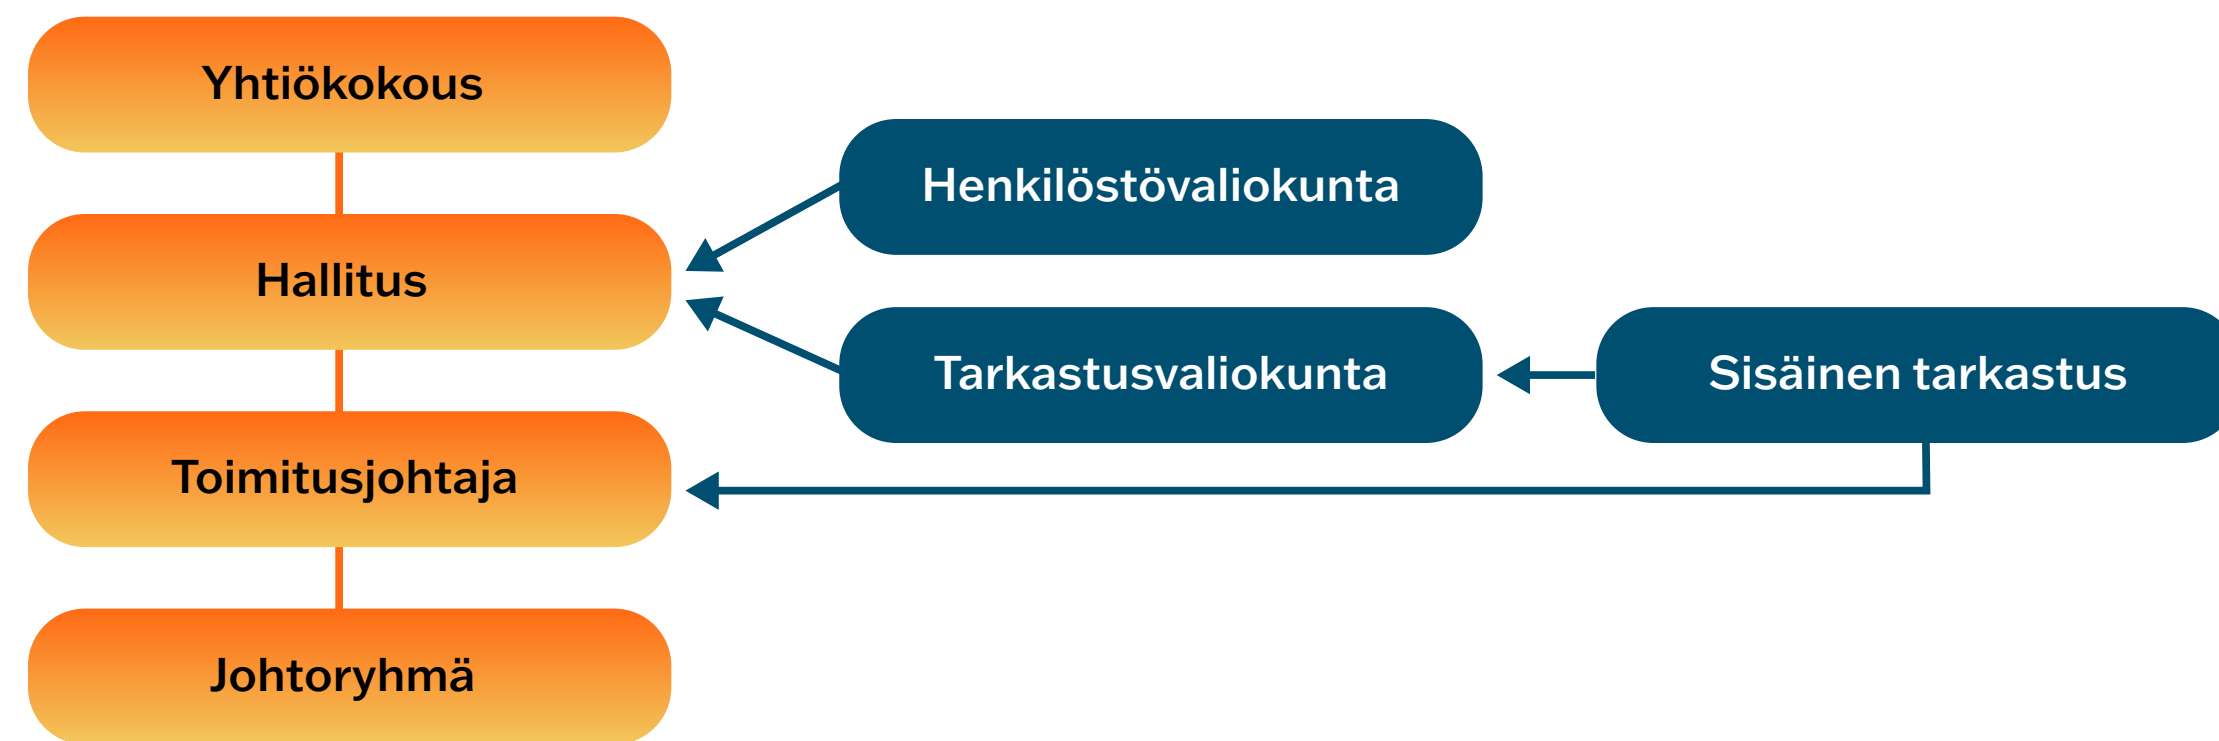 Yhtiökokous
Henkilöstövaliokunta
Hallitus
Tarkastusvaliokunta
Sisäinen tarkastus
Toimitusjohtaja
Johtoryhmä